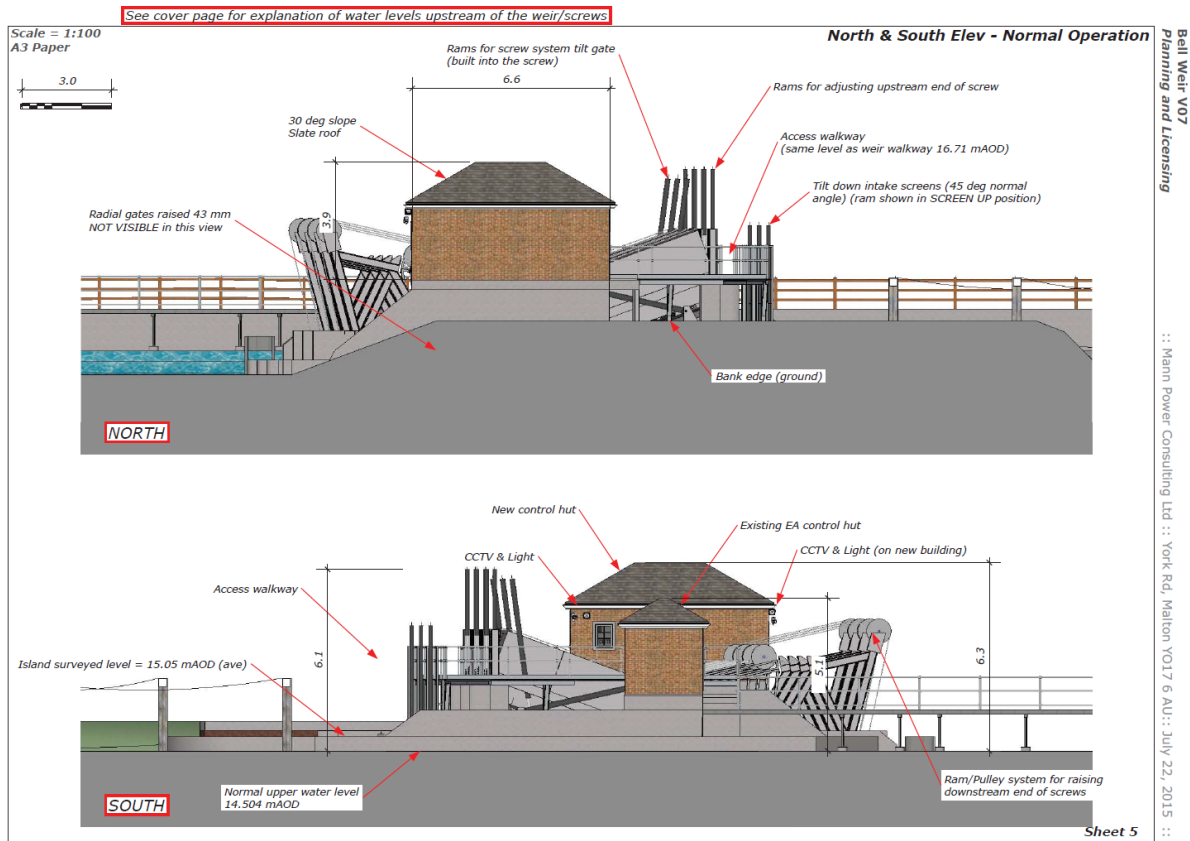 See cover page for explanation of water levels upstream of the weir/screws
Scale = 1:100
A3 Paper
North & South Elev - Normal Operation
3.0
Rams for screw system tilt gate
(built into the screw)
6.6
Rams for adjusting upstream end of screw
30 deg slope
Slate roof
Access walkway
(same level as weir walkway 16.71 mAOD)
Tilt down intake screens (45 deg normal
angle) (ram shown in SCREEN UP position)
3.9
Radial gates raised 43 mm
NOT VISIBLE in this view
Bank edge (ground)
NORTH
New control hut
Existing EA control hut
CCTV & Light
CCTV & Light (on new building)
Access walkway
6.1
5.1
6.3
Island surveyed level = 15.05 mAOD (ave)
Normal upper water level
14.504 mAOD
Ram/Pulley system for raising
downstream end of screws
SOUTH
Sheet 5
Bell Weir V07
Planning and Licensing
:: Mann Power Consulting Ltd :: York Rd, Malton YO17 6 AU:: July 22, 2015 ::